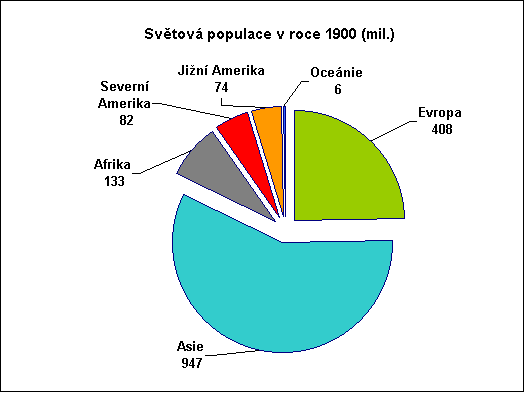 Světová populace v roce 1900 (mil.)
Jižní Amerika
74
Oceánie
6
Severní
Amerika
82
Evropa
408
Afrika
133
Asie
947